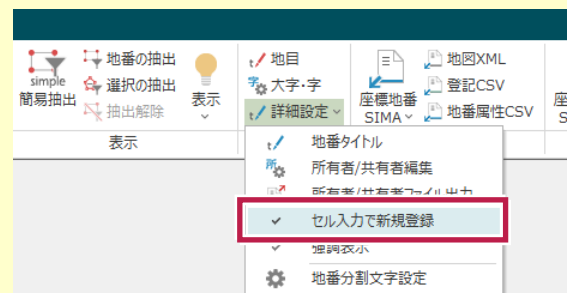 地番の抽出
選択の抽出
抽出解除
simple
簡易抽出
表示
表示
地目
字 大字・字
詳細設定
座標地番
SIMA
地図XML
登記CSV
地番属性CSV
座
S
地番タイトル
所 所有者/共有者編集
所有者/共有者ファイル出力
セル入力で新規登録
強調表示
地番分割文字設定